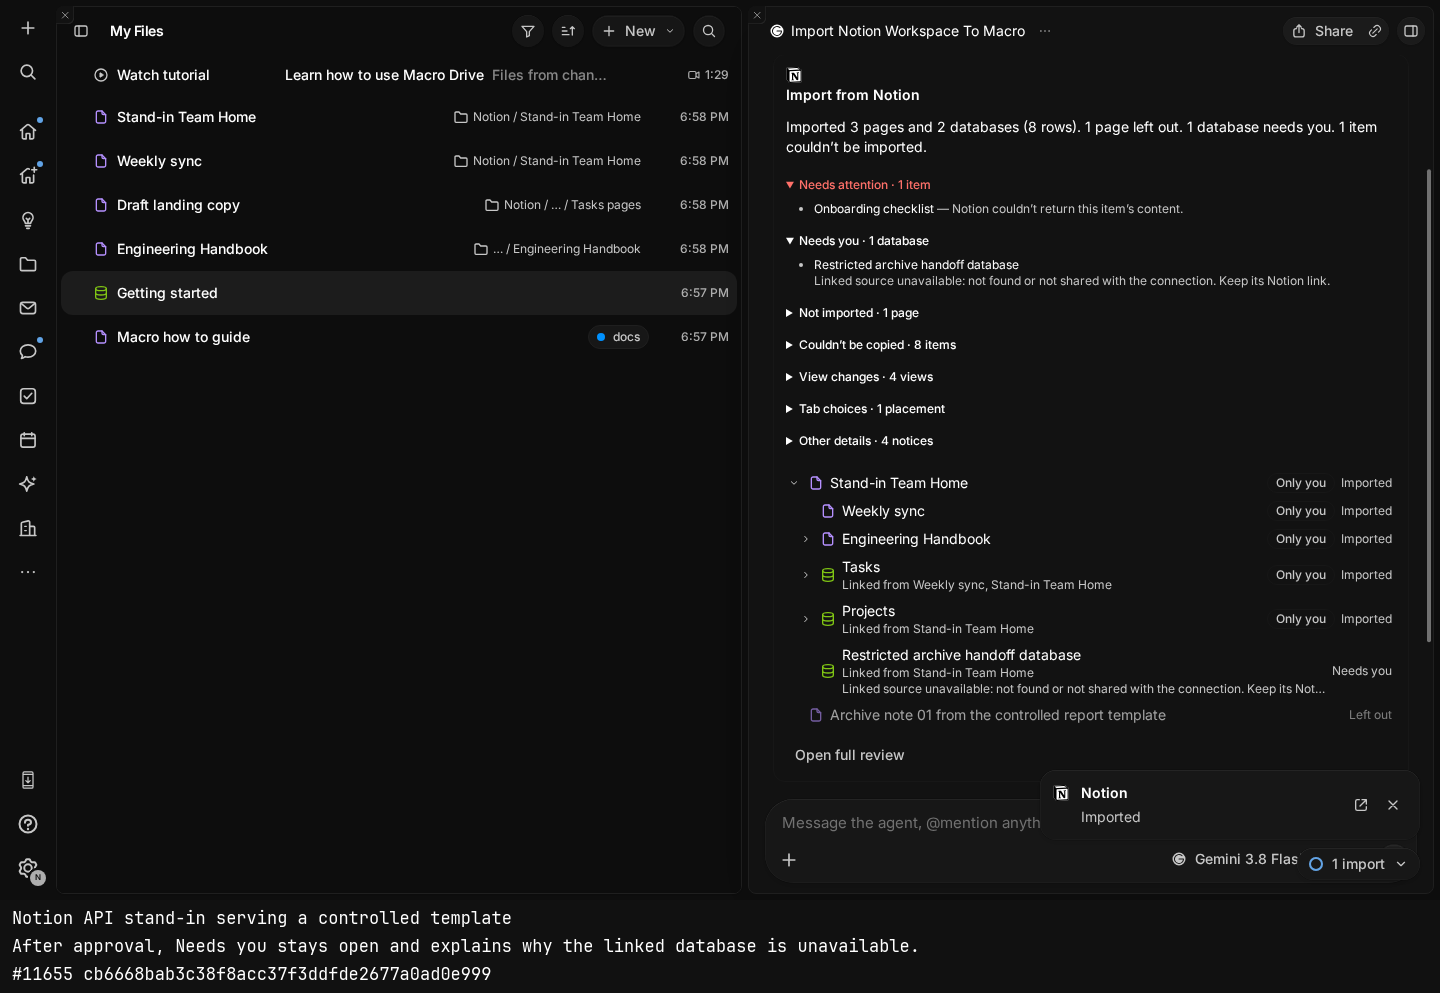 My Files
New
Watch tutorial
Learn how to use Macro Drive Files from chan...
1:29
Stand-in Team Home
Notion / Stand-in Team Home
6:58 PM
Weekly sync
Notion / Stand-in Team Home
6:58 PM
Draft landing copy
Notion / ... / Tasks pages
6:58 PM
Engineering Handbook
... / Engineering Handbook
6:58 PM
Getting started
6:57 PM
Macro how to guide
docs
6:57 PM
N
Import Notion Workspace To Macro
Share
Import from Notion
Imported 3 pages and 2 databases (8 rows). 1 page left out. 1 database needs you. 1 item
couldn’t be imported.
Needs attention · 1 item
Onboarding checklist — Notion couldn’t return this item’s content.
Needs you · 1 database
Restricted archive handoff database
Linked source unavailable: not found or not shared with the connection. Keep its Notion link.
Not imported · 1 page
Couldn’t be copied · 8 items
View changes · 4 views
Tab choices · 1 placement
Other details · 4 notices
Stand-in Team Home
Only you
Imported
Weekly sync
Only you
Imported
Engineering Handbook
Only you
Imported
Tasks
Linked from Weekly sync, Stand-in Team Home
Only you
Imported
Projects
Linked from Stand-in Team Home
Only you
Imported
Restricted archive handoff database
Linked from Stand-in Team Home
Linked source unavailable: not found or not shared with the connection. Keep its Not...
Needs you
Archive note 01 from the controlled report template
Left out
Open full review
Notion
Imported
Message the agent, @mention anyth
Gemini 3.8 Flas
1 import
Notion API stand-in serving a controlled template
After approval, Needs you stays open and explains why the linked database is unavailable.
#11655 cb6668bab3c38f8acc37f3ddfde2677a0ad0e999